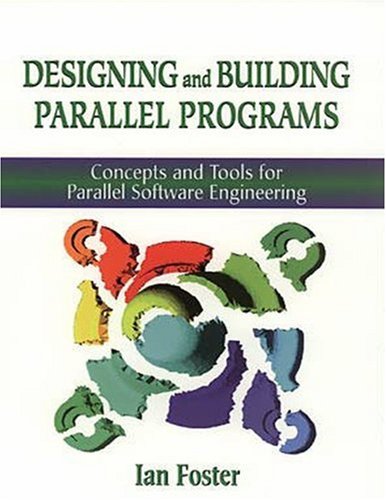 DESIGNING and BUILDING
PARALLEL PROGRAMS
Concepts and Tools for
Parallel Software Engineering
Ian Foster